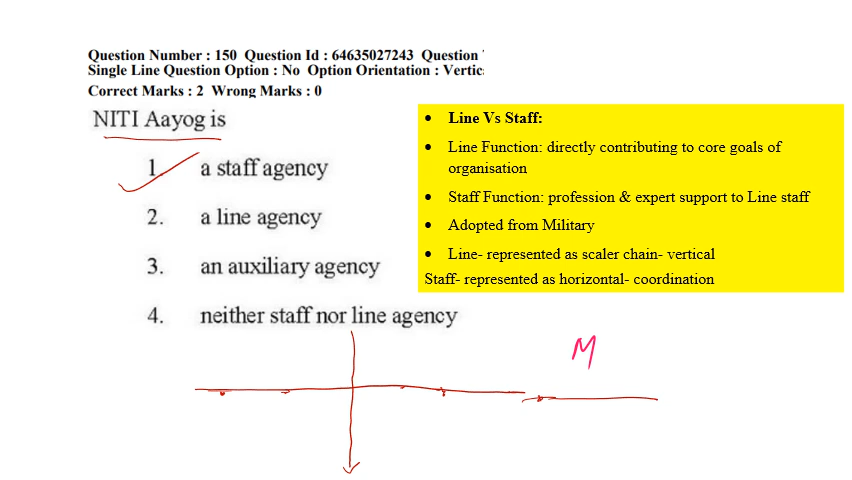 Question Number : 150 Question Id : 64635027243 Question
Single Line Question Option : No Option Orientation : Vertic
Correct Marks : 2 Wrong Marks : 0
NITI Aayog is
1. a staff agency
2. a line agency
3. an auxiliary agency
4. neither staff nor line agency
• Line Vs Staff:
• Line Function: directly contributing to core goals of
organisation
• Staff Function: profession & expert support to Line staff
• Adopted from Military
• Line- represented as scaler chain- vertical
Staff- represented as horizontal- coordination
M